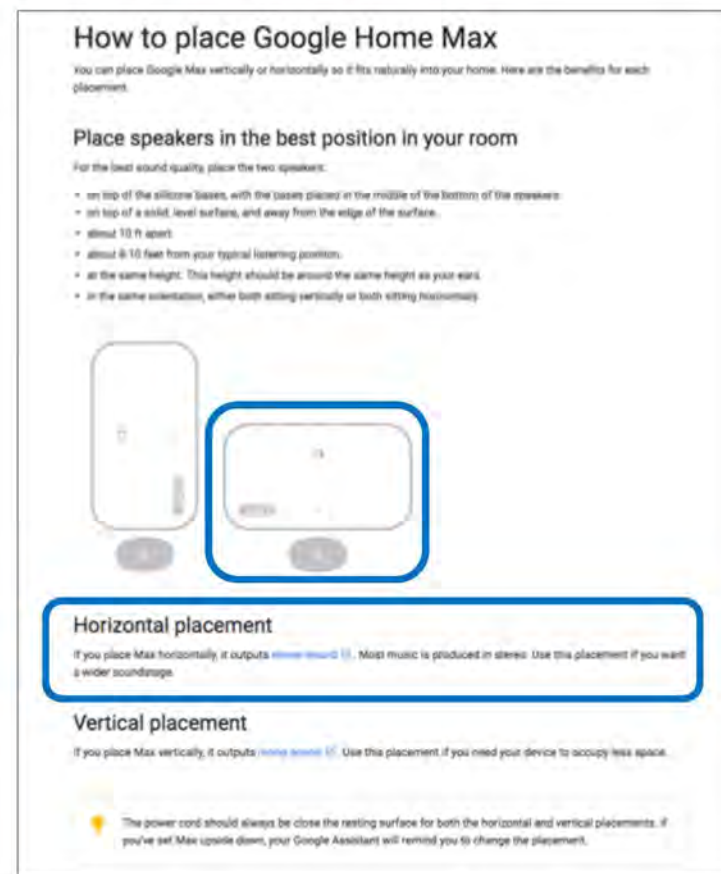 How to place Google Home Max
You can place Google Max vertically or horizontally so it fits naturally into your home. Here are the benefits for each
placement.
Place speakers in the best position in your room
For the best sound quality, place the two speakers:
• on top of the silicone bases, with the bases placed in the middle of the bottom of the speakers.
• on top of a solid, level surface, and away from the edge of the surface.
• about 10 ft apart.
• about 8-10 feet from your typical listening position.
• at the same height. This height should be around the same height as your ears.
• in the same orientation, either both sitting vertically or both sitting horizontally.
Horizontal placement
If you place Max horizontally, it outputs sound. Most music is produced in stereo. Use this placement if you want
a wider soundstage.
Vertical placement
If you place Max vertically, it outputs mono sound. Use this placement if you need your device to occupy less space.
The power cord should always be close the resting surface for both the horizontal and vertical placements. If
you've set Max upside down, your Google Assistant will remind you to change the placement.